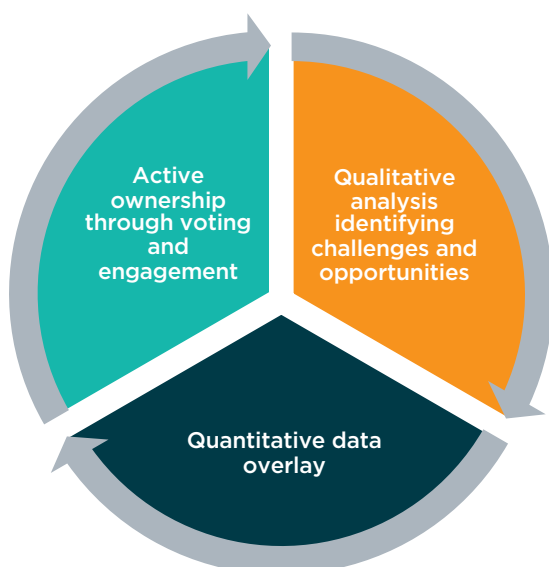 Active
ownership
through voting
and
engagement
Qualitative
analysis
identifying
challenges and
opportunities
Quantitative data
overlay